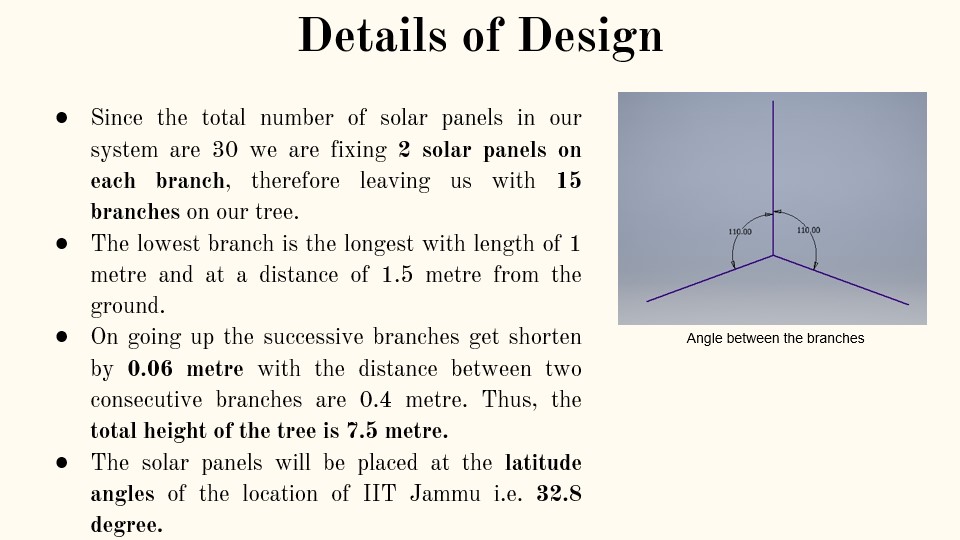 Details of Design
● Since the total number of solar panels in our
system are 30 we are fixing 2 solar panels on
each branch, therefore leaving us with 15
branches on our tree.
● The lowest branch is the longest with length of 1
metre and at a distance of 1.5 metre from the
ground.
● On going up the successive branches get shorten
by 0.06 metre with the distance between two
consecutive branches are 0.4 metre. Thus, the
total height of the tree is 7.5 metre.
● The solar panels will be placed at the latitude
angles of the location of IIT Jammu i.e. 32.8
degree.
110.00 110.00
Angle between the branches